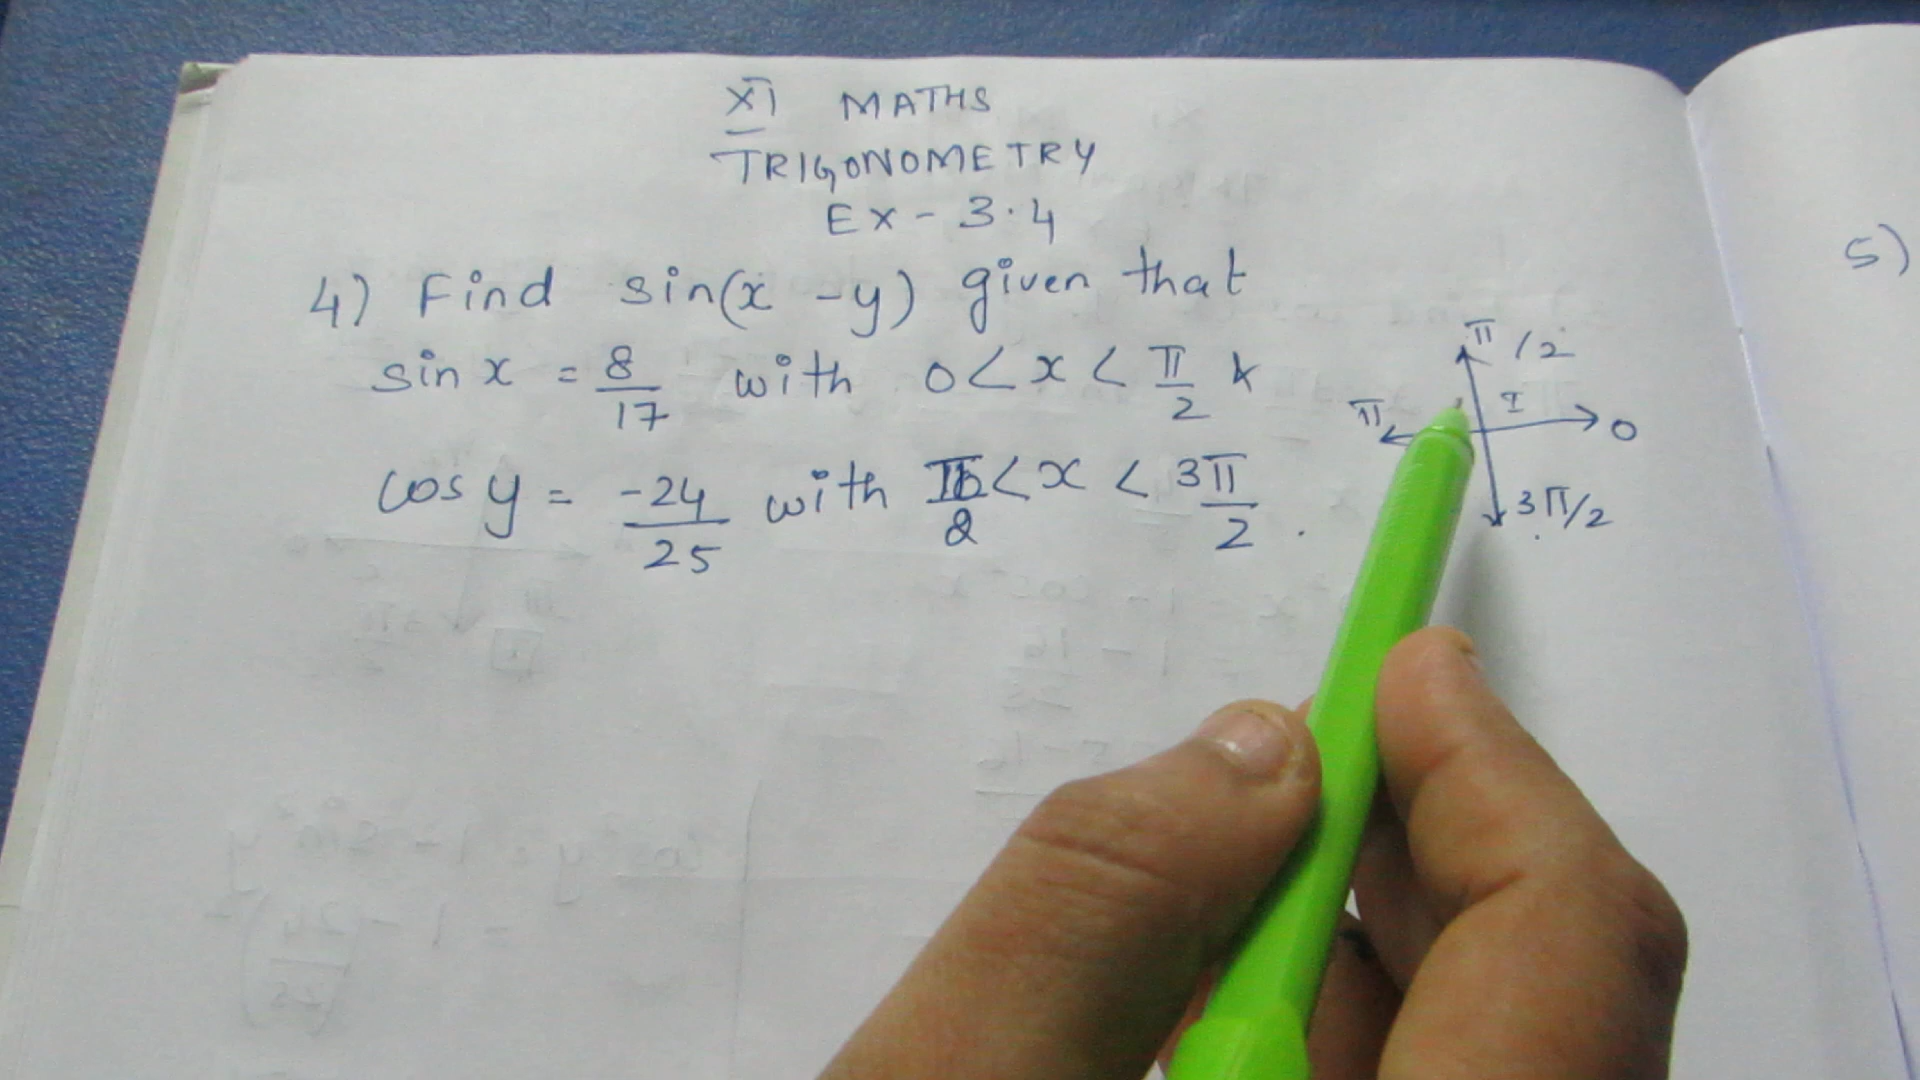 XI MATHS
TRIGONOMETRY
EX - 3.4
4) Find sin(x - y) given that
sin x = 8/17 with 0 < x < π/2 &
cos y = -24/25 with π/2 < x < 3π/2 .
π/2
π
I
0
3π/2
5)